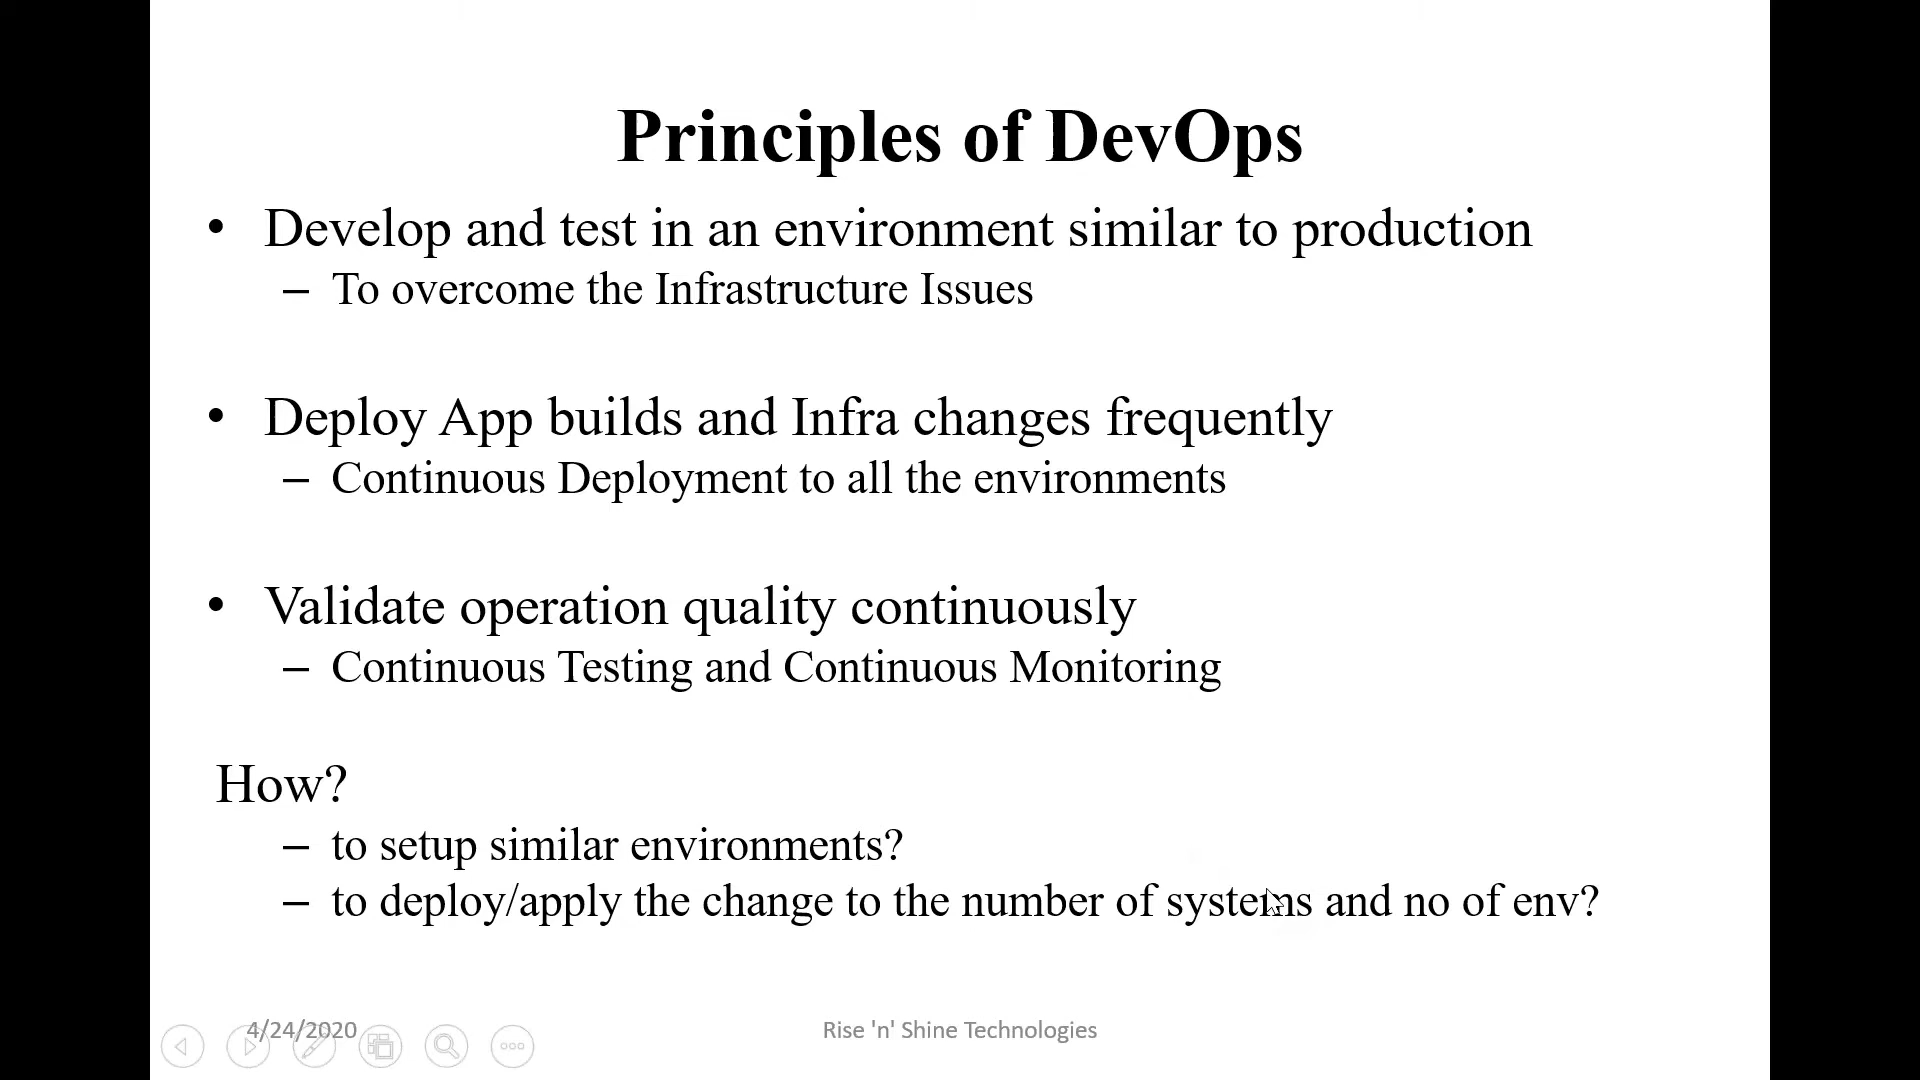 Principles of DevOps
• Develop and test in an environment similar to production
– To overcome the Infrastructure Issues
• Deploy App builds and Infra changes frequently
– Continuous Deployment to all the environments
• Validate operation quality continuously
– Continuous Testing and Continuous Monitoring
How?
– to setup similar environments?
– to deploy/apply the change to the number of systems and no of env?
4/24/2020
Rise 'n' Shine Technologies